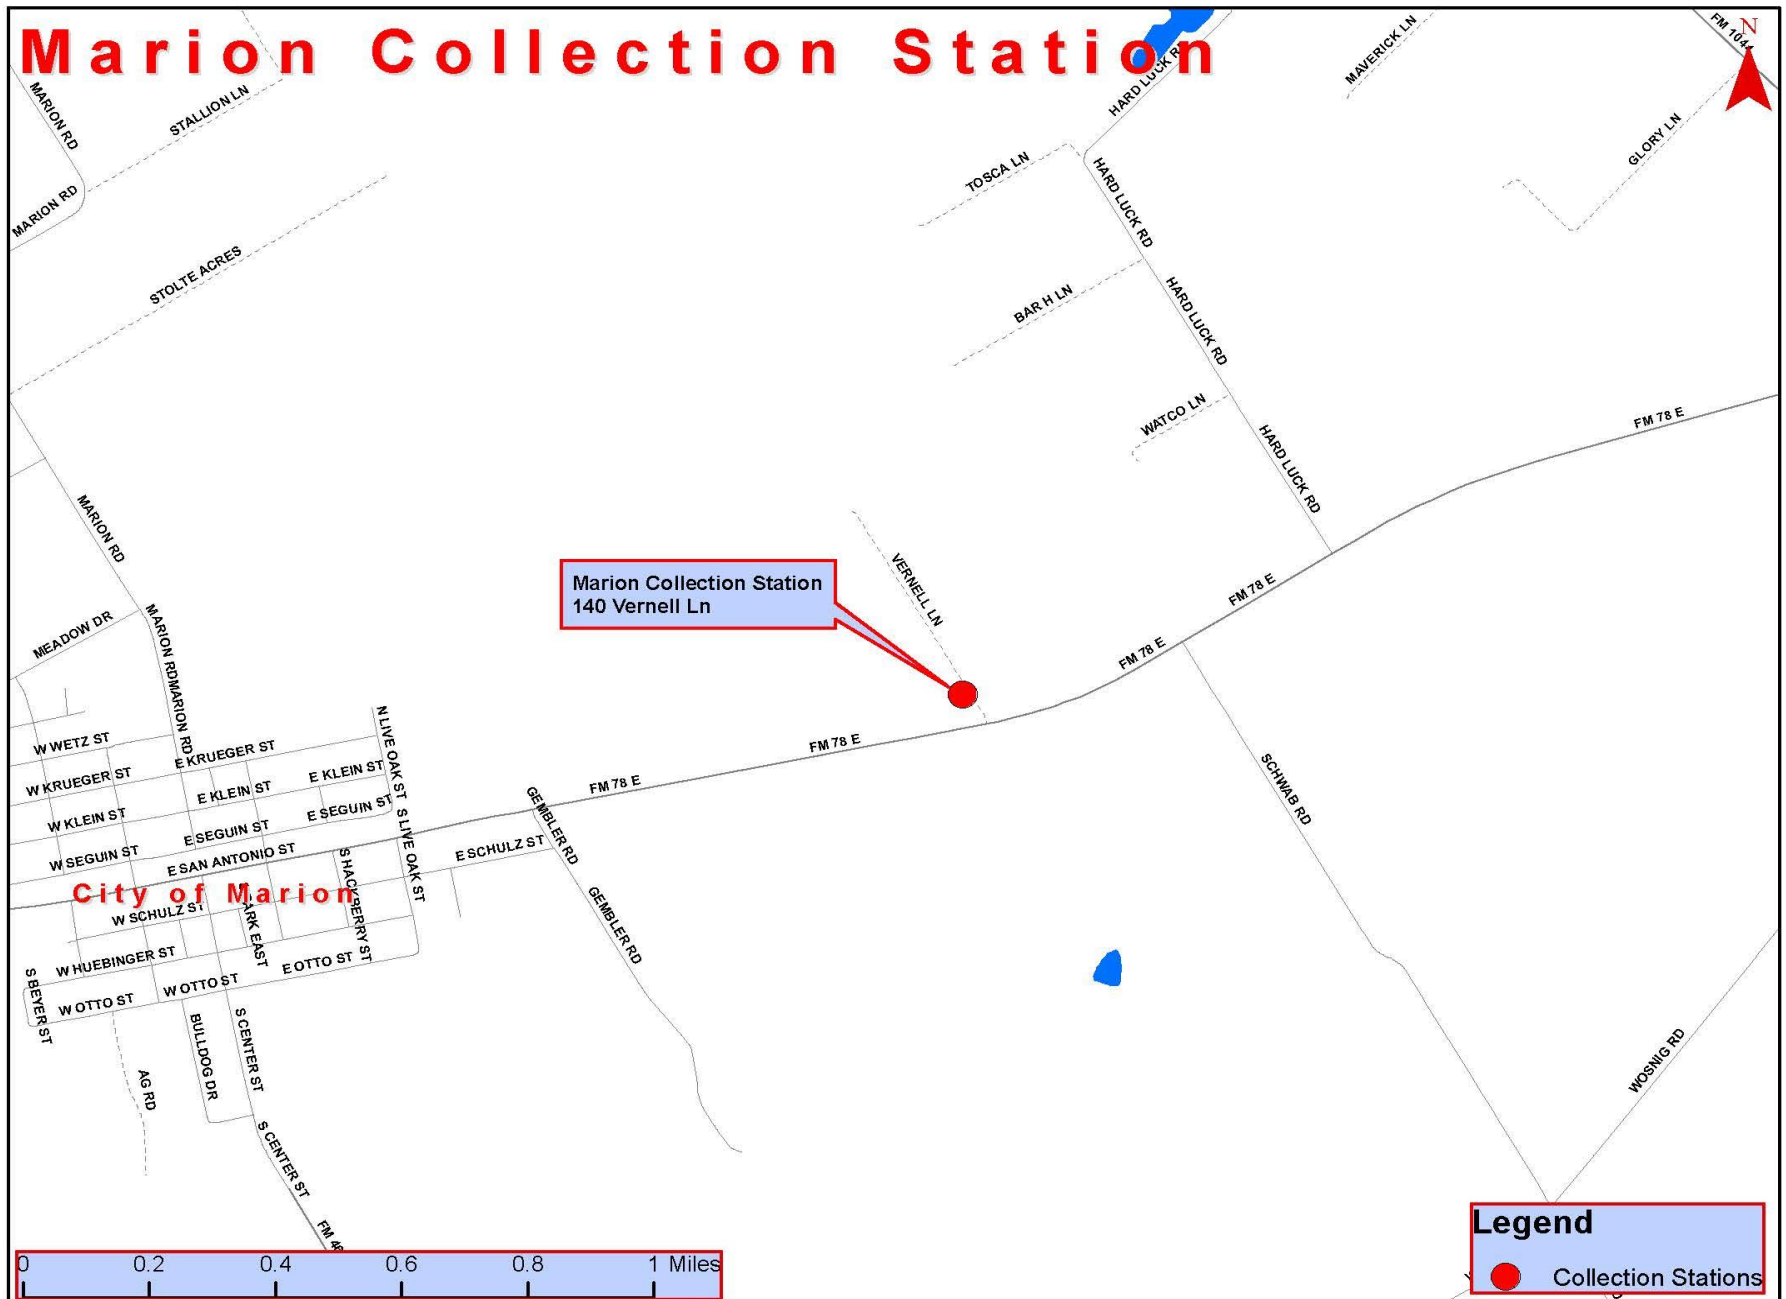 Marion Collection Station
N
FM 1044
MAVERICK LN
HARD LUCK RD
GLORY LN
MARION RD
STALLION LN
TOSCA LN
HARD LUCK RD
MARION RD
STOLTE ACRES
BAR H LN
HARD LUCK RD
WATCO LN
FM 78 E
HARD LUCK RD
MARION RD
VERNELL LN
Marion Collection Station
140 Vernell Ln
FM 78 E
MEADOW DR
MARION RD
MARION RD
FM 78 E
N LIVE OAK ST
W WETZ ST
E KRUEGER ST
FM 78 E
W KRUEGER ST
E KLEIN ST
E KLEIN ST
FM 78 E
GEMBLER RD
SCHWAB RD
W KLEIN ST
E SEGUIN ST
E SEGUIN ST
S LIVE OAK ST
W SEGUIN ST
E SAN ANTONIO ST
S HACKBERRY ST
E SCHULZ ST
City of Marion
W SCHULZ ST
PARK EAST
GEMBLER RD
W HUEBINGER ST
E OTTO ST
S BEYER ST
W OTTO ST
W OTTO ST
BULLDOG DR
S CENTER ST
AG RD
WOSNIG RD
S CENTER ST
Legend
Collection Stations
0 0.2 0.4 0.6 0.8 1 Miles